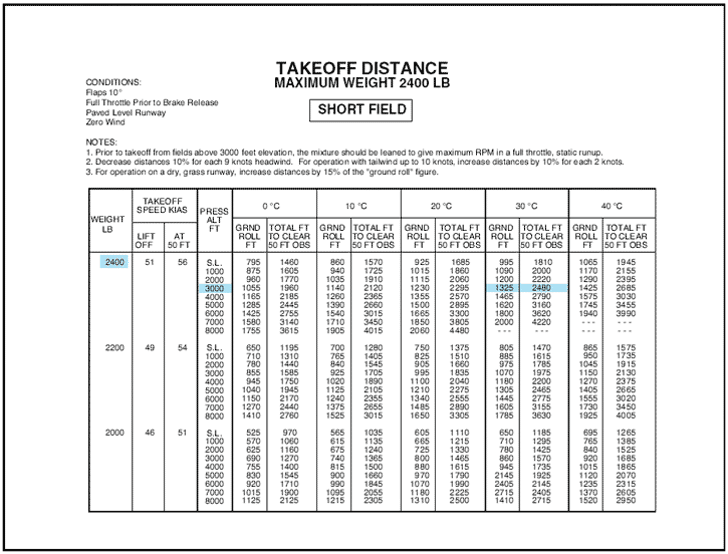 TAKEOFF DISTANCE
MAXIMUM WEIGHT 2400 LB
SHORT FIELD
CONDITIONS:
Flaps 10°
Full Throttle Prior to Brake Release
Paved Level Runway
Zero Wind
NOTES:
1. Prior to takeoff from fields above 3000 feet elevation, the mixture should be leaned to give maximum RPM in a full throttle, static runup.
2. Decrease distances 10% for each 9 knots headwind. For operation with tailwind up to 10 knots, increase distances by 10% for each 2 knots.
3. For operation on a dry, grass runway, increase distances by 15% of the "ground roll" figure.
WEIGHT LB TAKEOFF SPEED KIAS PRESS ALT FT 0 °C 10 °C 20 °C 30 °C 40 °C
LIFT OFF AT 50 FT GRND ROLL FT TOTAL FT TO CLEAR 50 FT OBS GRND ROLL FT TOTAL FT TO CLEAR 50 FT OBS GRND ROLL FT TOTAL FT TO CLEAR 50 FT OBS GRND ROLL FT TOTAL FT TO CLEAR 50 FT OBS GRND ROLL FT TOTAL FT TO CLEAR 50 FT OBS
2400 51 56 S.L. 795 1460 860 1570 925 1685 995 1810 1065 1945
1000 875 1605 940 1725 1015 1860 1090 2000 1170 2155
2000 960 1770 1035 1910 1110 2060 1200 2220 1290 2395
3000 1055 1960 1140 2120 1230 2295 1325 2480 1425 2685
4000 1165 2185 1260 2365 1355 2570 1465 2790 1575 3030
5000 1285 2445 1390 2660 1500 2895 1620 3160 1745 3455
6000 1425 2755 1540 3015 1665 3300 1800 3620 1940 3990
7000 1580 3140 1710 3450 1850 3805 2000 4220 - - - - - -
8000 1755 3615 1905 4015 2060 4480 - - - - - - - - - - - -
2200 49 54 S.L. 650 1195 700 1280 750 1375 805 1470 865 1575
1000 710 1310 765 1405 825 1510 885 1615 950 1735
2000 780 1440 840 1545 905 1660 975 1785 1045 1915
3000 855 1585 925 1705 995 1835 1070 1975 1150 2130
4000 945 1750 1020 1890 1100 2040 1180 2200 1275 2375
5000 1040 1945 1125 2105 1210 2275 1305 2465 1405 2665
6000 1150 2170 1240 2355 1340 2555 1445 2775 1555 3020
7000 1270 2440 1375 2655 1485 2890 1605 3155 1730 3450
8000 1410 2760 1525 3015 1650 3305 1785 3630 1925 4005
2000 46 51 S.L. 525 970 565 1035 605 1110 650 1185 695 1265
1000 570 1060 615 1135 665 1215 710 1295 765 1385
2000 625 1160 675 1240 725 1330 780 1425 840 1525
3000 690 1270 740 1365 800 1465 860 1570 920 1685
4000 755 1400 815 1500 880 1615 945 1735 1015 1865
5000 830 1545 900 1660 970 1790 2145 1925 1120 2070
6000 920 1710 990 1845 1070 1990 2405 2145 1235 2315
7000 1015 1900 1095 2055 1180 2225 2715 2405 1370 2605
8000 1125 2125 1215 2305 1310 2500 1410 2715 1520 2950